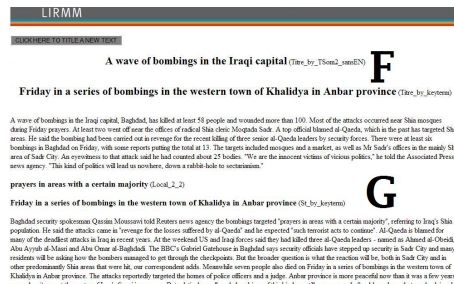 LIRMM
CLICK HERE TO TITLE A NEW TEXT
A wave of bombings in the Iraqi capital (Titre_by_TSom2_sansEN)
F
Friday in a series of bombings in the western town of Khalidya in Anbar province (Titre_by_keyterm)
A wave of bombings in the Iraqi capital, Baghdad, has killed at least 58 people and wounded more than 100. Most of the attacks occurred near Shia mosques
during Friday prayers. At least two went off near the offices of radical Shia cleric Moqtada Sadr. A top official blamed al-Qaeda, which in the past has targeted Sh
areas. He said the bombing had been carried out in revenge for the recent killing of three senior al-Qaeda leaders by security forces. There were at least six
bombings in Baghdad on Friday, with some reports putting the total at 13. The targets included mosques and a market, as well as Mr Sadr's offices in the mainly Sh
area of Sadr City. An eyewitness to that attack said he had counted about 25 bodies. "We are the innocent victims of vicious politics," he told the Associated Press
news agency. "This kind of politics will lead us nowhere, down a rabbit-hole to sectarianism."
prayers in areas with a certain majority (Local_2_2)
G
Friday in a series of bombings in the western town of Khalidya in Anbar province (St_by_keyterm)
Baghdad security spokesman Qassim Moussawi told Reuters news agency the bombings targeted "prayers in areas with a certain majority", referring to Iraq's Shia
population. He said the attacks came in "revenge for the losses suffered by al-Qaeda" and he expected "such terrorist acts to continue". Al-Qaeda is blamed for
many of the deadliest attacks in Iraq in recent years. At the weekend US and Iraqi forces said they had killed three al-Qaeda leaders - named as Ahmed al-Obeidi,
Abu Ayyub al-Masri and Abu Omar al-Baghdadi. The BBC's Gabriel Gatehouse in Baghdad says security officials have stepped up security in Sadr City and many
residents will be asking how the bombers managed to get through the checkpoints. But the broader question is what the reaction will be, both in Sadr City and in
other predominantly Shia areas that were hit, our correspondent adds. Meanwhile seven people also died on Friday in a series of bombings in the western town of
Khalidya in Anbar province. The attacks reportedly targeted the homes of police officers and a judge. Anbar province is more peaceful now than it was a few years